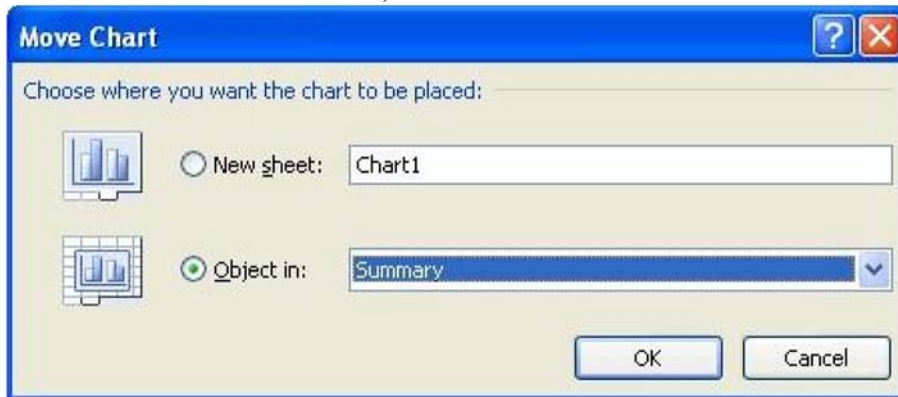 Move Chart
Choose where you want the chart to be placed:
New sheet: Chart1
Object in: Summary
OK Cancel